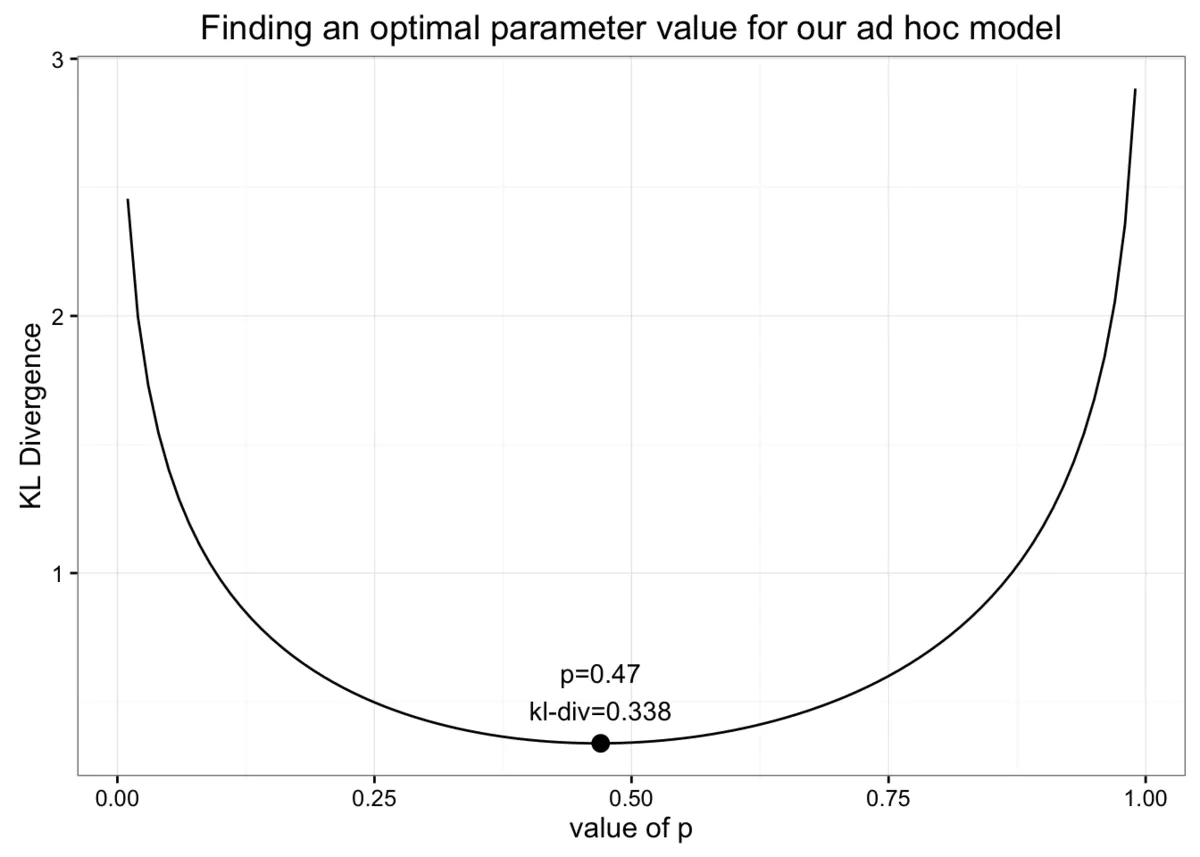 Finding an optimal parameter value for our ad hoc model
3
2
1
KL Divergence
p=0.47
kl-div=0.338
0.00 0.25 0.50 0.75 1.00
value of p